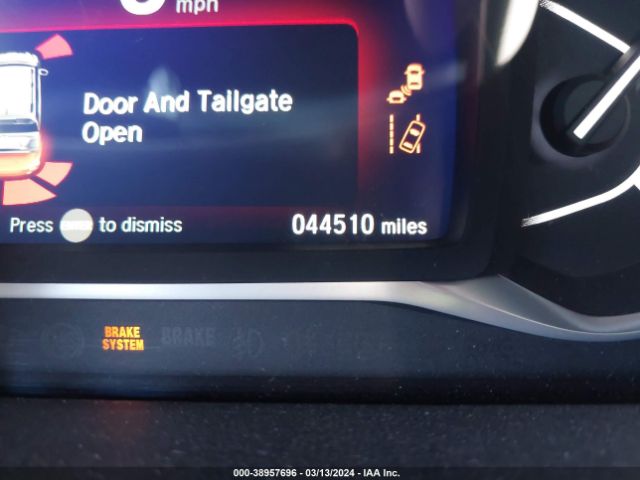 mph
Door And Tailgate
Open
Press ENTER to dismiss
044510 miles
BRAKE
SYSTEM
BRAKE
000-38957696 - 03/13/2024 - IAA Inc.